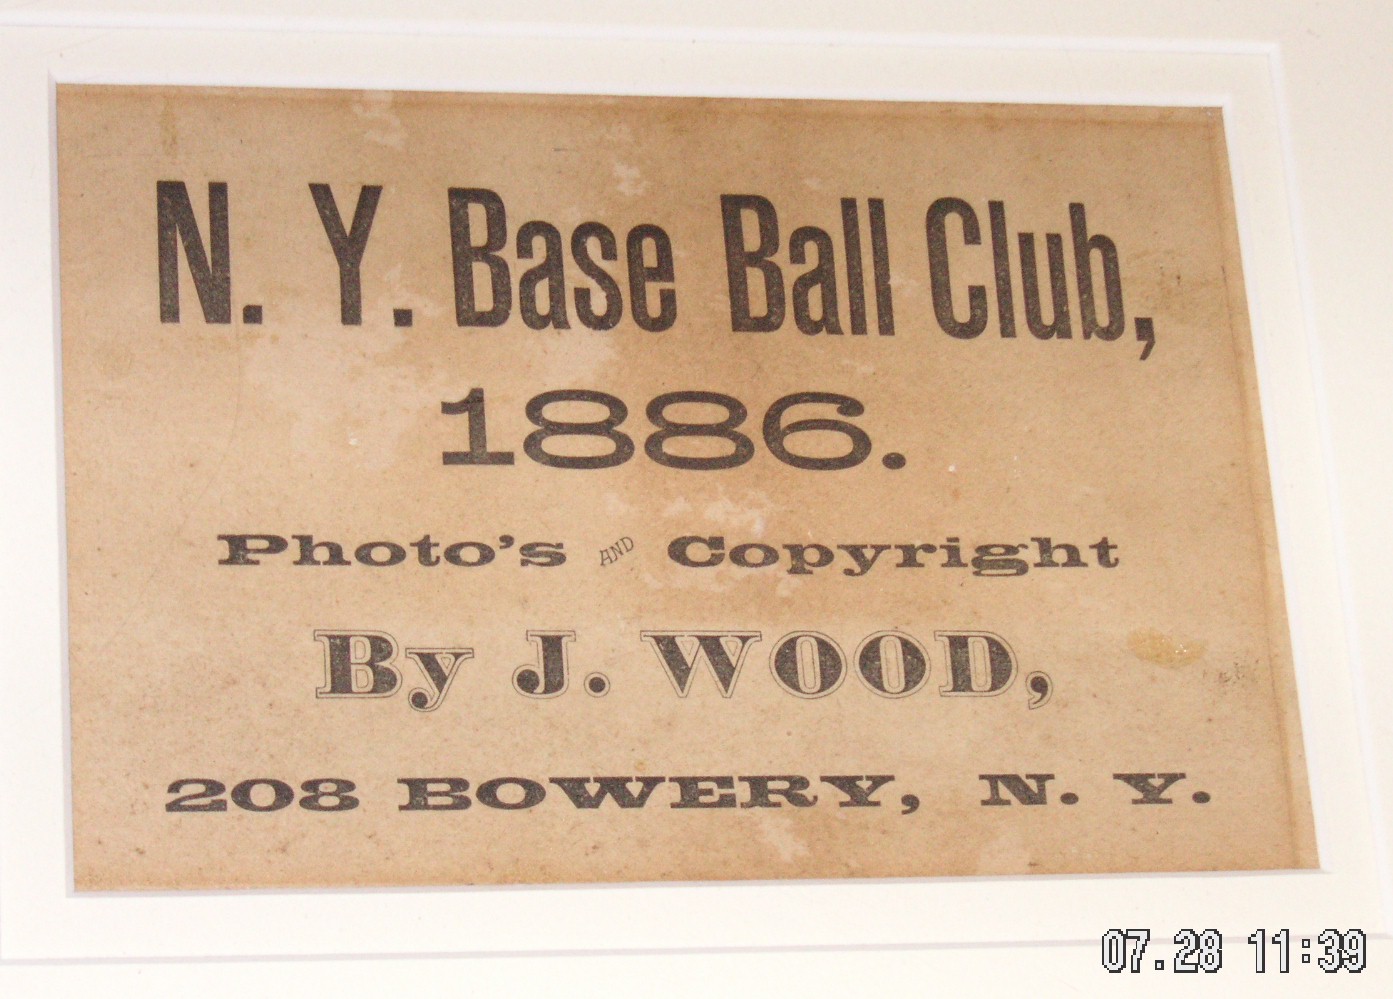 N. Y. Base Ball Club,
1886.
Photo's AND Copyright
By J. WOOD,
208 BOWERY, N. Y.
07.28 11:39